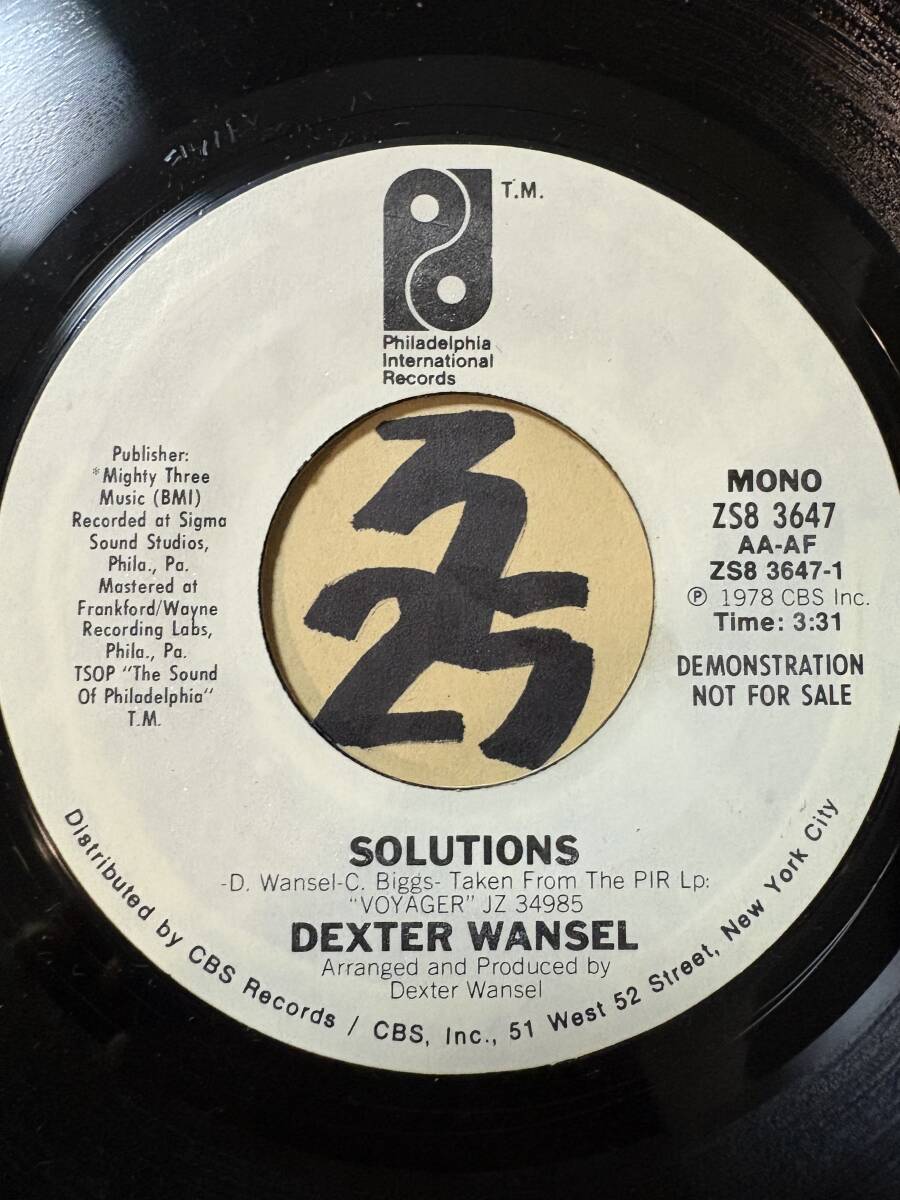 T.M.
Philadelphia
International
Records
Publisher:
*Mighty Three
Music (BMI)
Recorded at Sigma
Sound Studios,
Phila., Pa.
Mastered at
Frankford/Wayne
Recording Labs,
Phila., Pa.
TSOP "The Sound
Of Philadelphia"
T.M.
MONO
ZS8 3647
AA-AF
ZS8 3647-1
℗ 1978 CBS Inc.
Time: 3:31
DEMONSTRATION
NOT FOR SALE
25
SOLUTIONS
-D. Wansel-C. Biggs- Taken From The PIR Lp:
"VOYAGER" JZ 34985
DEXTER WANSEL
Arranged and Produced by
Dexter Wansel
Distributed by CBS Records / CBS, Inc., 51 West 52 Street, New York City